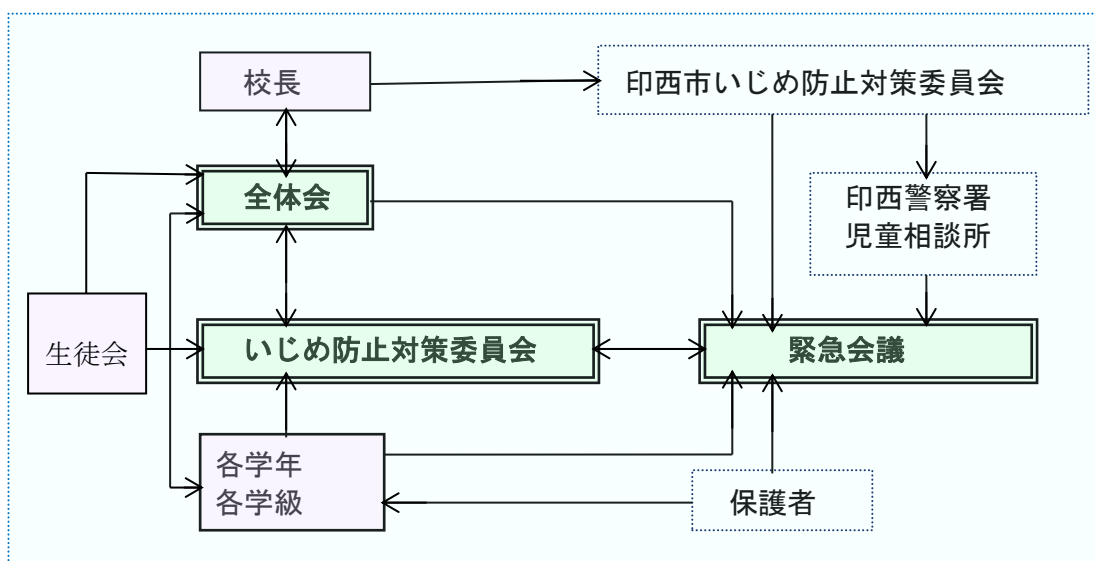 校長
印西市いじめ防止対策委員会
全体会
印西警察署
児童相談所
生徒会
いじめ防止対策委員会
緊急会議
各学年
各学級
保護者